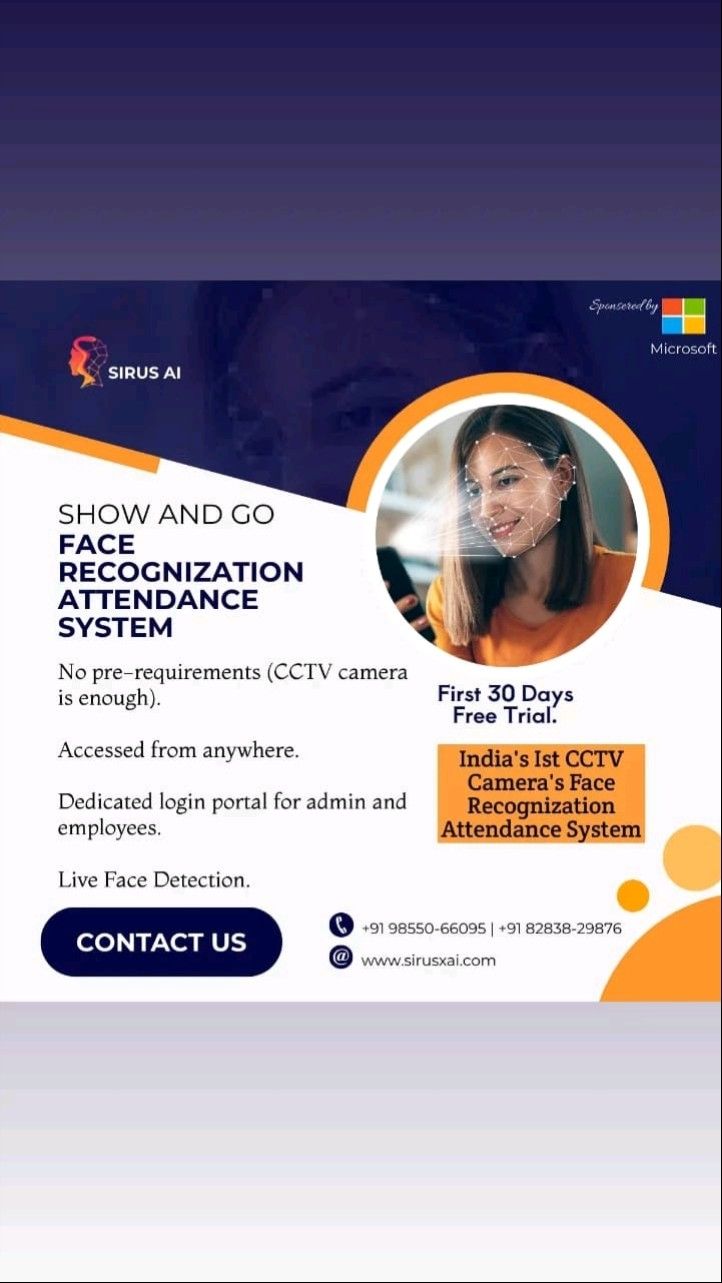 Sponsered by
Microsoft
SIRUS AI
SHOW AND GO
FACE
RECOGNIZATION
ATTENDANCE
SYSTEM
No pre-requirements (CCTV camera
is enough).
Accessed from anywhere.
Dedicated login portal for admin and
employees.
Live Face Detection.
First 30 Days
Free Trial.
India's Ist CCTV
Camera's Face
Recognization
Attendance System
CONTACT US
+91 98550-66095 | +91 82838-29876
@ www.sirusxai.com